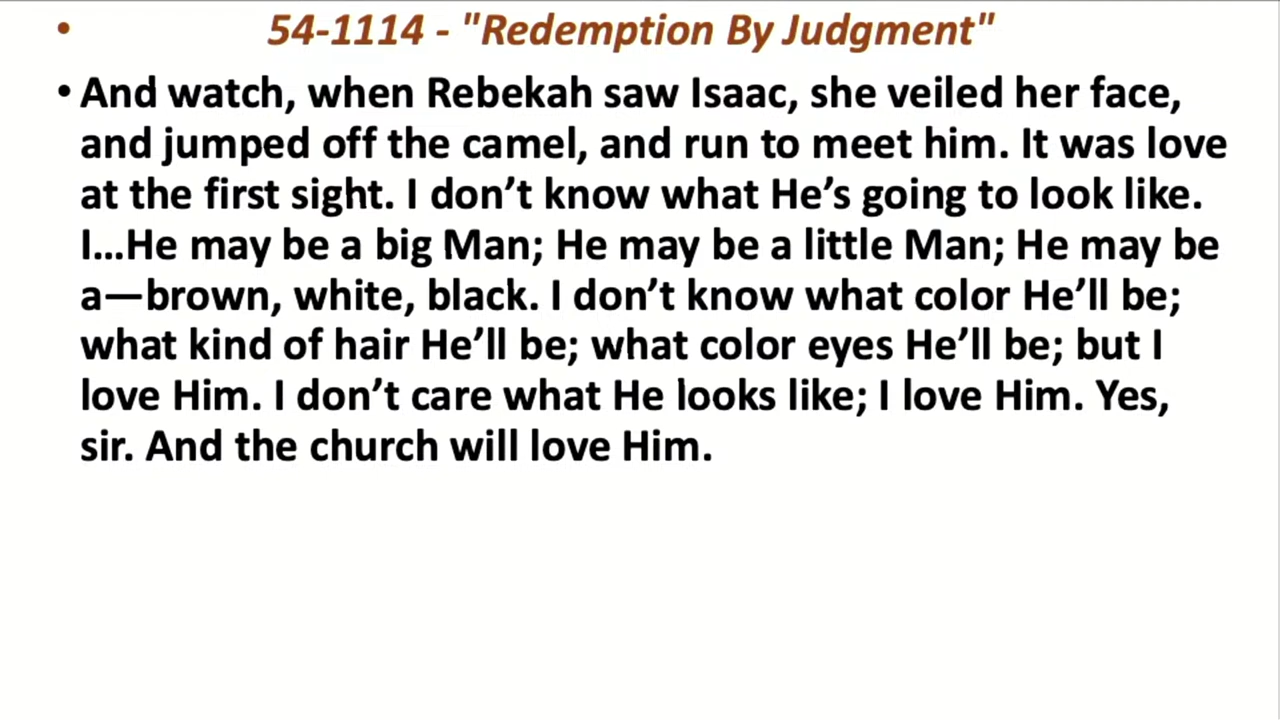 • 54-1114 - "Redemption By Judgment"
• And watch, when Rebekah saw Isaac, she veiled her face,
and jumped off the camel, and run to meet him. It was love
at the first sight. I don’t know what He’s going to look like.
I...He may be a big Man; He may be a little Man; He may be
a—brown, white, black. I don’t know what color He’ll be;
what kind of hair He’ll be; what color eyes He’ll be; but I
love Him. I don’t care what He looks like; I love Him. Yes,
sir. And the church will love Him.